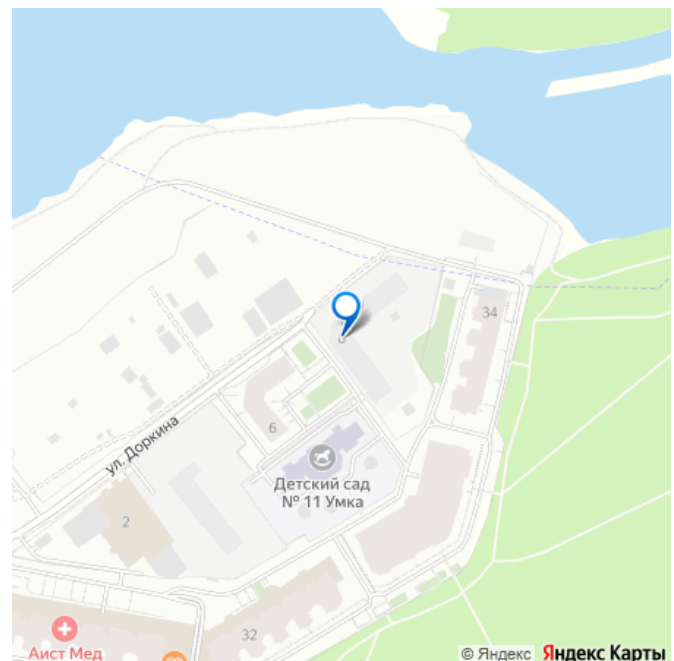 34
ул. Доркина
6
Детский сад
№ 11 Умка
2
32
Аист Мед
© Яндекс Яндекс Карты